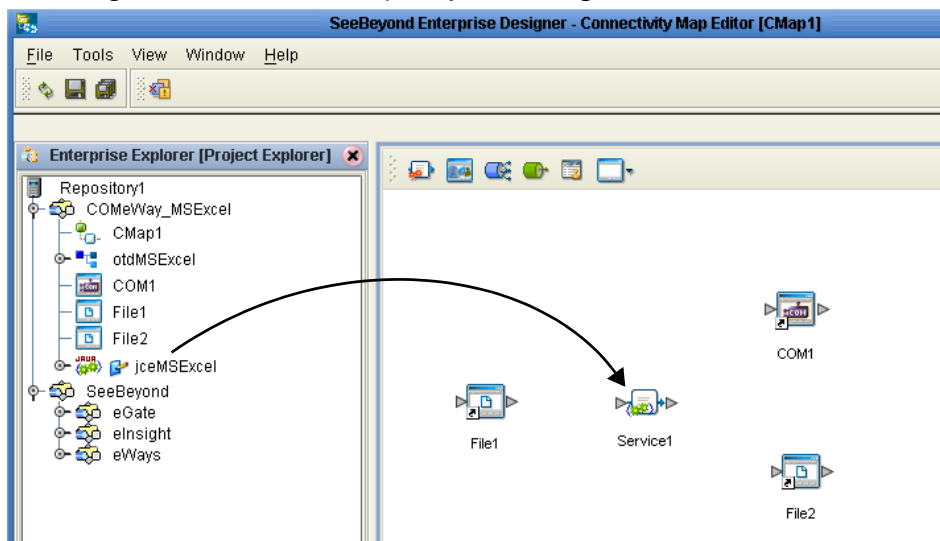 SeeBeyond Enterprise Designer - Connectivity Map Editor [CMap1]
File Tools View Window Help
Enterprise Explorer [Project Explorer]
Repository1
COMeWay_MSExcel
CMap1
otdMSExcel
COM1
File1
File2
jceMSExcel
SeeBeyond
eGate
eInsight
eWays
COM1
File1
Service1
File2